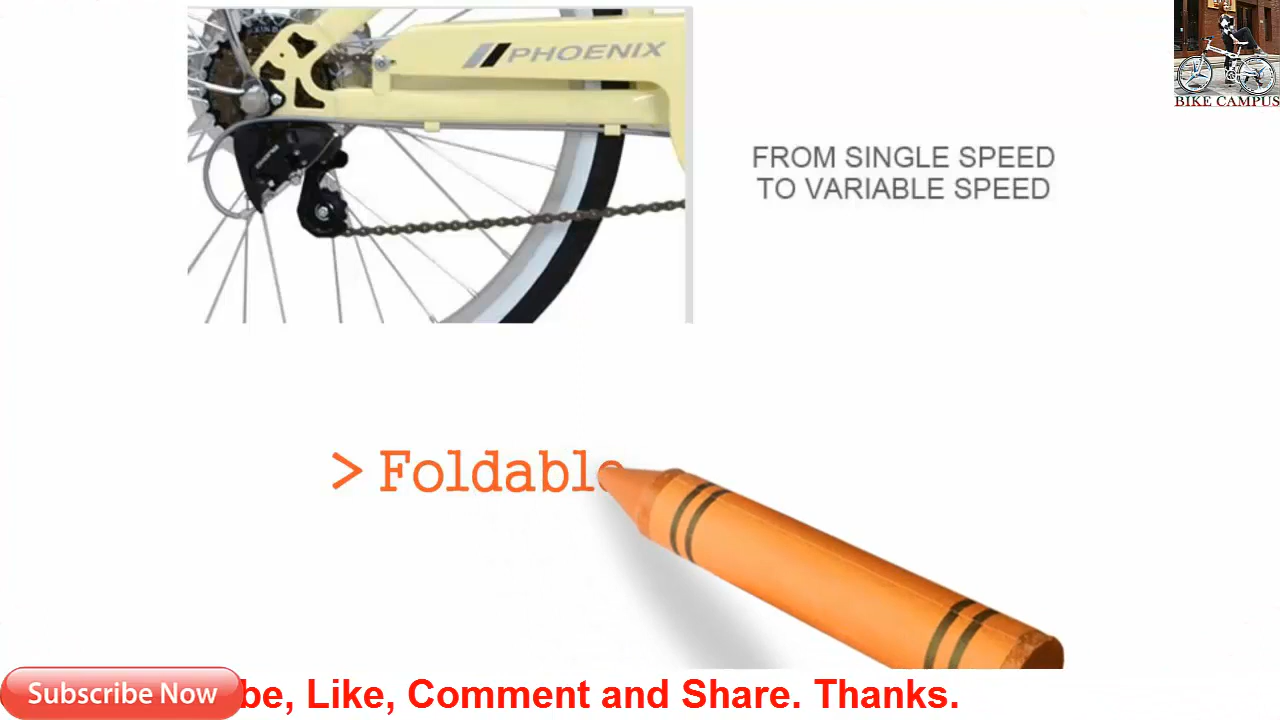 PHOENIX
BIKE CAMPUS
FROM SINGLE SPEED
TO VARIABLE SPEED
> Foldable
Subscribe Now
be, Like, Comment and Share. Thanks.